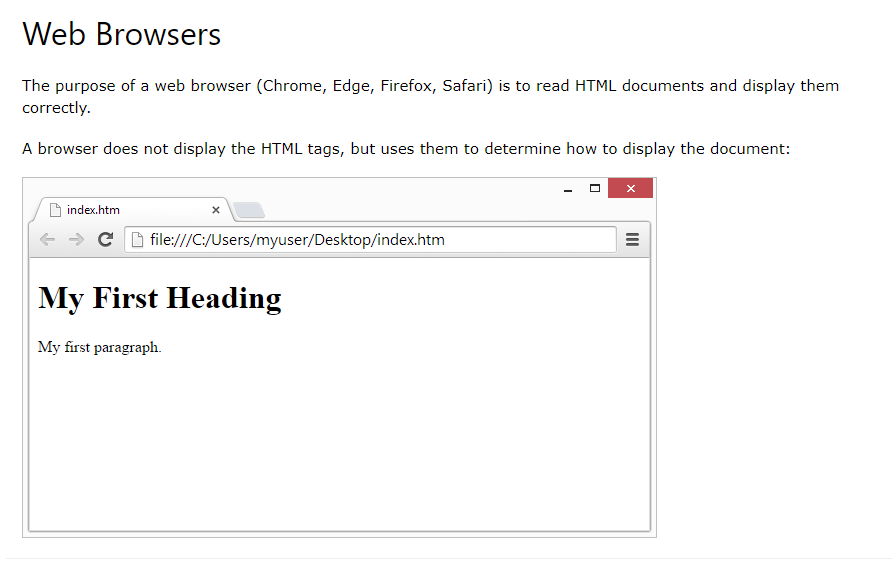 Web Browsers
The purpose of a web browser (Chrome, Edge, Firefox, Safari) is to read HTML documents and display them
correctly.
A browser does not display the HTML tags, but uses them to determine how to display the document:
index.htm
file:///C:/Users/myuser/Desktop/index.htm
My First Heading
My first paragraph.